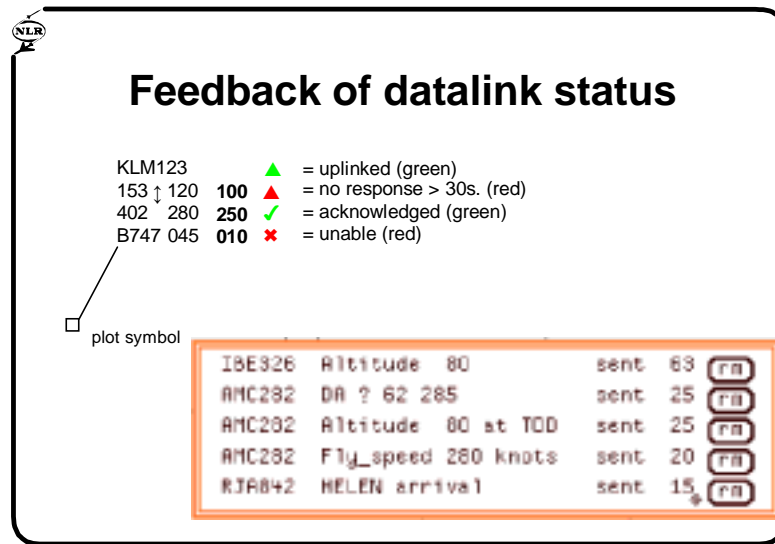 NLR
Feedback of datalink status
KLM123 ▲ = uplinked (green)
153 ↕ 120 100 ▲ = no response > 30s. (red)
402 280 250 ✓ = acknowledged (green)
B747 045 010 ✖ = unable (red)
plot symbol
IBE326 Altitude 80 sent 63 rm
AMC282 DA ? 62 285 sent 25 rm
AMC282 Altitude 80 at TOD sent 25 rm
AMC282 Fly_speed 280 knots sent 20 rm
RJA842 HELEN arrival sent 15 rm